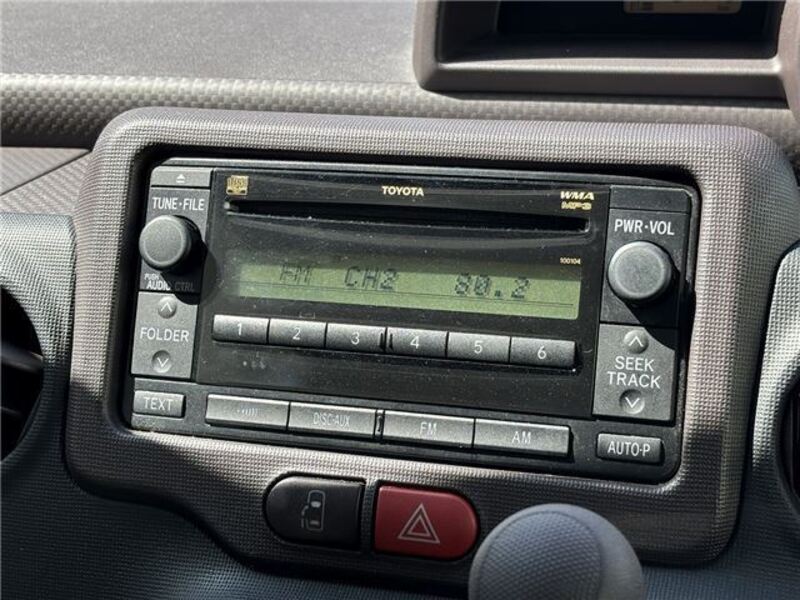 TOYOTA
WMA
MP3
TUNE·FILE
PWR·VOL
PUSH
AUDIO CTRL
100104
FM CH2 80.2
1 2 3 4 5 6
FOLDER
SEEK
TRACK
TEXT
DISC·AUX
FM
AM
AUTO·P